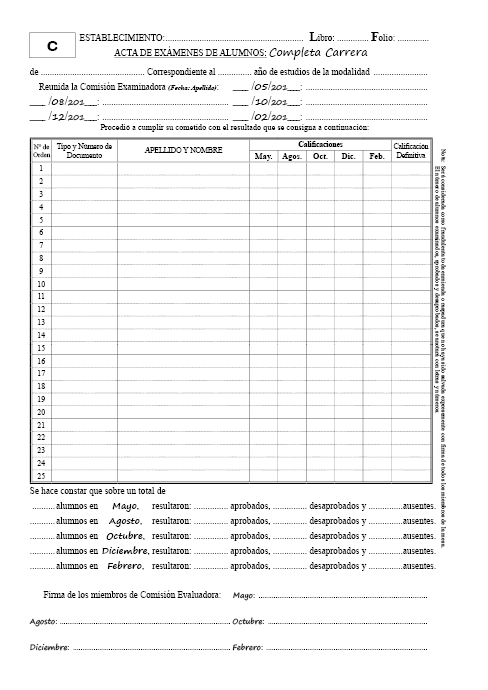 C
ESTABLECIMIENTO:............................................................ Libro: ............. Folio: .............
ACTA DE EXÁMENES DE ALUMNOS: Completa Carrera
de ............................................. Correspondiente al .............. año de estudios de la modalidad .......................
Reunida la Comisión Examinadora (Fecha: Apellido): ___ /05/201__: ....................................................
___ /08/201__: .................................................... ___ /10/201__: ....................................................
___ /12/201__: .................................................... ___ /02/201__: ....................................................
Procedió a cumplir su cometido con el resultado que se consigna a continuación:
Nº de Orden Tipo y Número de Documento APELLIDO Y NOMBRE Calificaciones Calificación Definitiva
May. Agos. Oct. Dic. Feb.
1
2
3
4
5
6
7
8
9
10
11
12
13
14
15
16
17
18
19
20
21
22
23
24
25
Se hace constar que sobre un total de
.......... alumnos en Mayo, resultaron: ............... aprobados, ............... desaprobados y ...............ausentes.
.......... alumnos en Agosto, resultaron: ............... aprobados, ............... desaprobados y ...............ausentes.
.......... alumnos en Octubre, resultaron: ............... aprobados, ............... desaprobados y ...............ausentes.
.......... alumnos en Diciembre, resultaron: ............... aprobados, ............... desaprobados y ...............ausentes.
.......... alumnos en Febrero, resultaron: ............... aprobados, ............... desaprobados y ...............ausentes.
Firma de los miembros de Comisión Evaluadora: Mayo: ....................................................
Agosto: .................................................... Octubre: ....................................................
Diciembre: .................................................... Febrero: ....................................................